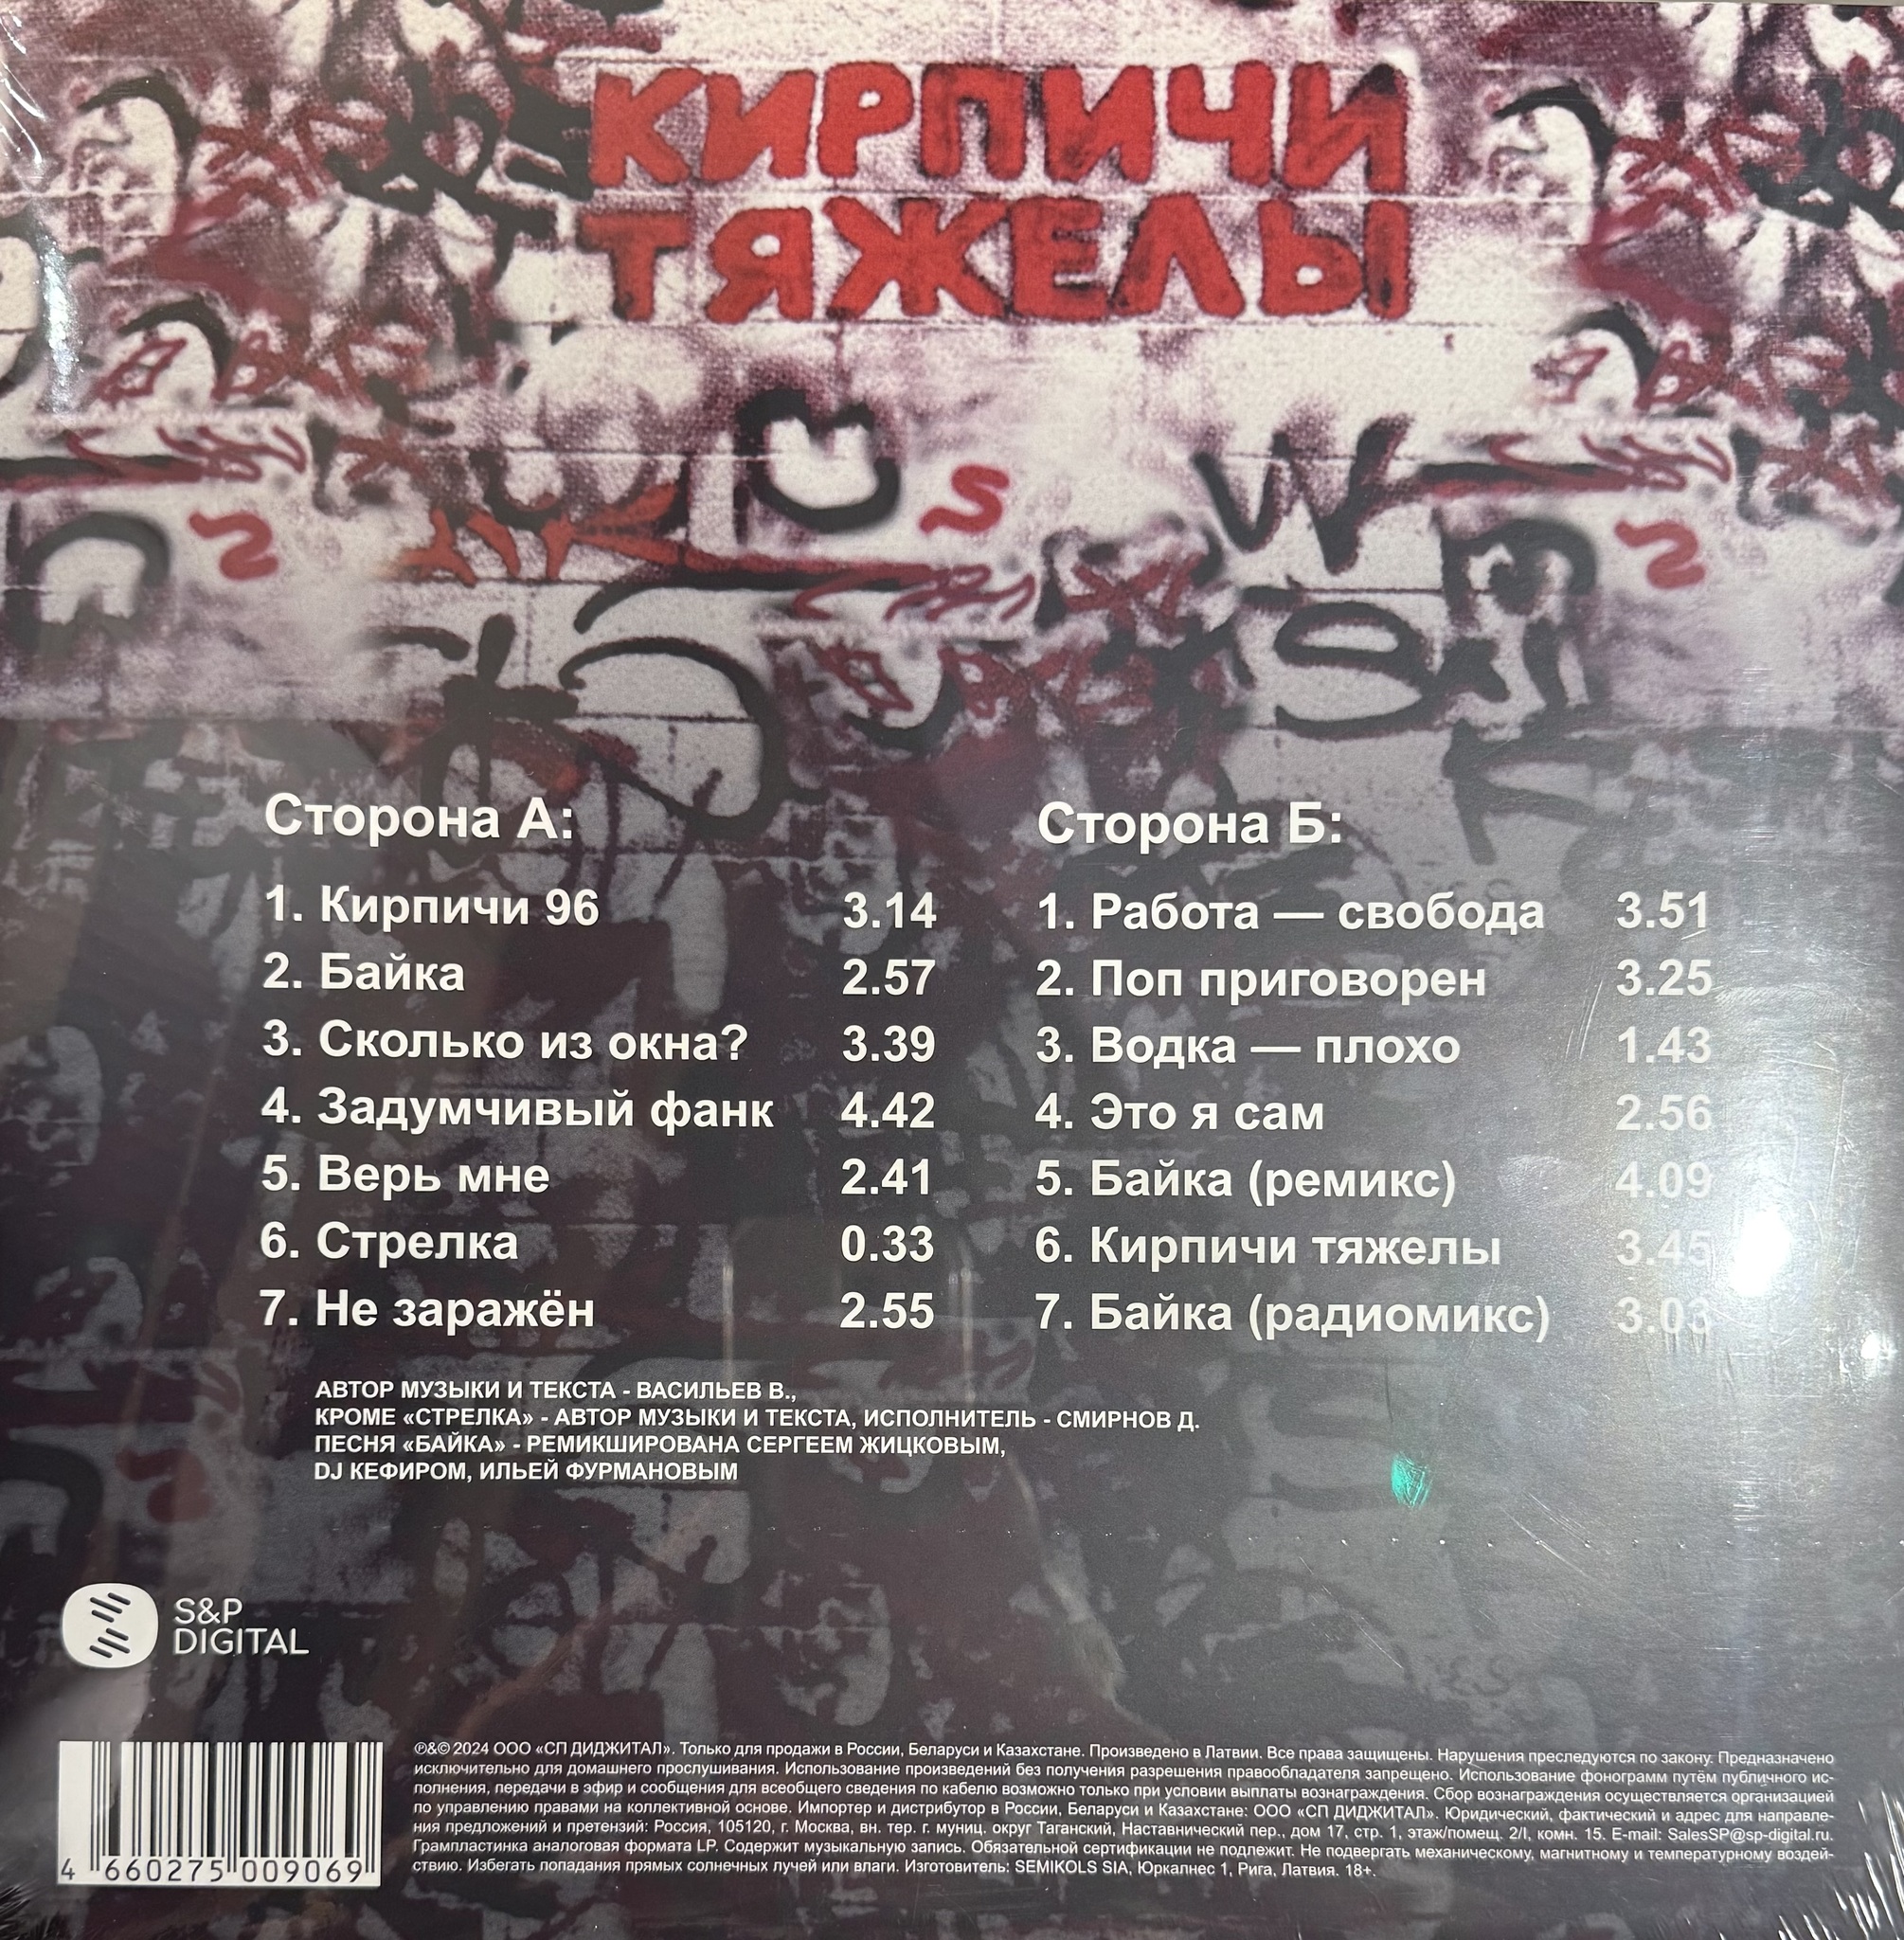 КИРПИЧИ
ТЯЖЕЛЫ
Сторона А:
1. Кирпичи 96 3.14
2. Байка 2.57
3. Сколько из окна? 3.39
4. Задумчивый фанк 4.42
5. Верь мне 2.41
6. Стрелка 0.33
7. Не заражён 2.55
Сторона Б:
1. Работа — свобода 3.51
2. Поп приговорен 3.25
3. Водка — плохо 1.43
4. Это я сам 2.56
5. Байка (ремикс) 4.09
6. Кирпичи тяжелы 3.45
7. Байка (радиомикс) 3.03
АВТОР МУЗЫКИ И ТЕКСТА - ВАСИЛЬЕВ В.,
КРОМЕ «СТРЕЛКА» - АВТОР МУЗЫКИ И ТЕКСТА, ИСПОЛНИТЕЛЬ - СМИРНОВ Д.
ПЕСНЯ «БАЙКА» - РЕМИКШИРОВАНА СЕРГЕЕМ ЖИЦКОВЫМ,
DJ КЕФИРОМ, ИЛЬЕЙ ФУРМАНОВЫМ
S&P
DIGITAL
℗&© 2024 ООО «СП ДИДЖИТАЛ». Только для продажи в России, Беларуси и Казахстане. Произведено в Латвии. Все права защищены. Нарушения преследуются по закону. Предназначено
исключительно для домашнего прослушивания. Использование произведений без получения разрешения правообладателя запрещено. Использование фонограмм путём публичного ис-
полнения, передачи в эфир и сообщения для всеобщего сведения по кабелю возможно только при условии выплаты вознаграждения. Сбор вознаграждения осуществляется организацией
по управлению правами на коллективной основе. Импортер и дистрибутор в России, Беларуси и Казахстане: ООО «СП ДИДЖИТАЛ». Юридический, фактический и адрес для направле-
ния предложений и претензий: Россия, 105120, г. Москва, вн. тер. г. муниц. округ Таганский, Наставнический пер., дом 17, стр. 1, этаж/помещ. 2/I, комн. 15. E-mail: SalesSP@sp-digital.ru.
Грампластинка аналоговая формата LP. Содержит музыкальную запись. Обязательной сертификации не подлежит. Не подвергать механическому, магнитному и температурному воздей-
ствию. Избегать попадания прямых солнечных лучей или влаги. Изготовитель: SEMIKOLS SIA, Юркалнес 1, Рига, Латвия. 18+.
4 660275 009069